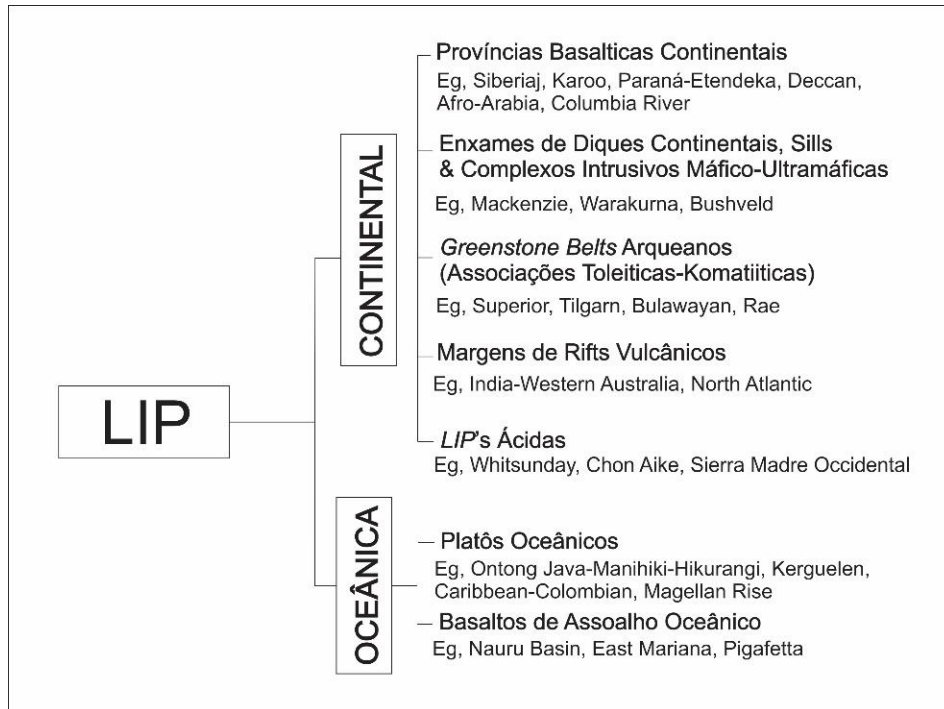 LIP
CONTINENTAL
Províncias Basalticas Continentais
Eg, Siberiaj, Karoo, Paraná-Etendeka, Deccan,
Afro-Arabia, Columbia River
Enxames de Diques Continentais, Sills
& Complexos Intrusivos Máfico-Ultramáficas
Eg, Mackenzie, Warakurna, Bushveld
Greenstone Belts Arqueanos
(Associações Toleiticas-Komatiiticas)
Eg, Superior, Tilgarn, Bulawayan, Rae
Margens de Rifts Vulcânicos
Eg, India-Western Australia, North Atlantic
LIP's Ácidas
Eg, Whitsunday, Chon Aike, Sierra Madre Occidental
OCEÂNICA
Platôs Oceânicos
Eg, Ontong Java-Manihiki-Hikurangi, Kerguelen,
Caribbean-Colombian, Magellan Rise
Basaltos de Assoalho Oceânico
Eg, Nauru Basin, East Mariana, Pigafetta